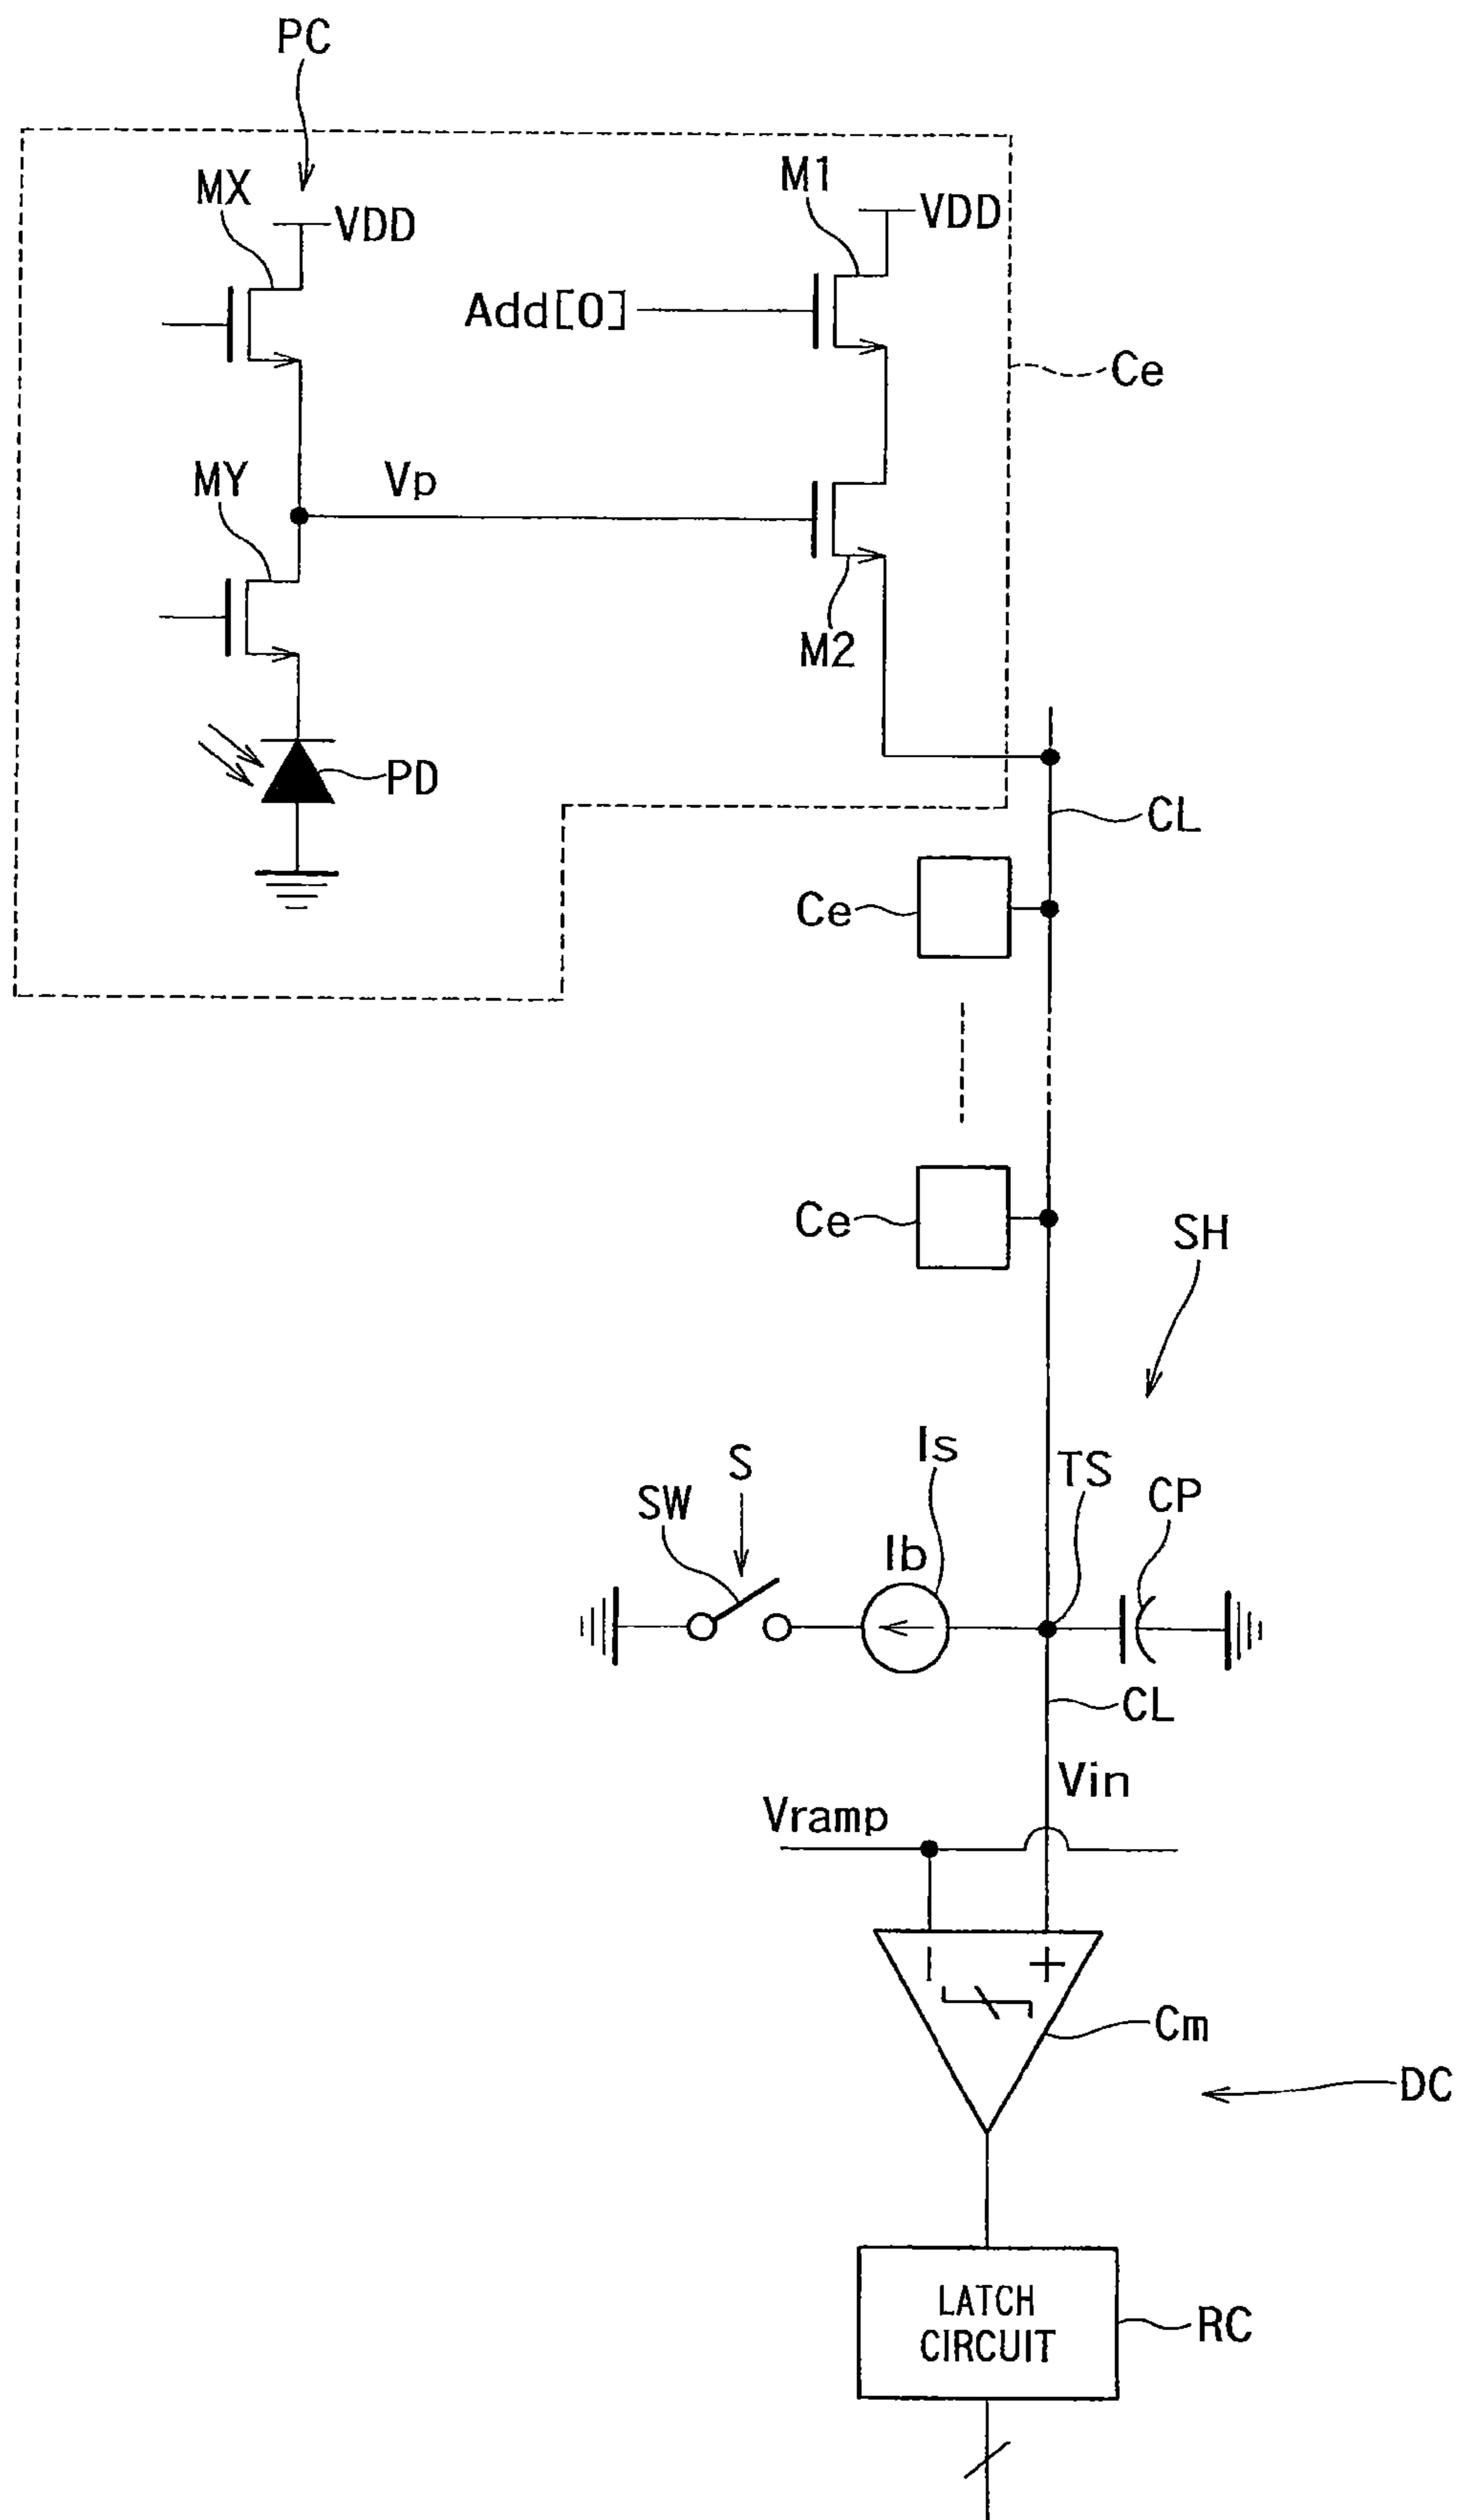 PC
MX
VDD
M1
VDD
Add[0]
Ce
MY
Vp
M2
PD
CL
Ce
Ce
SH
Is
S
TS
SW
CP
Ib
CL
Vin
Vramp
− +
Cm
DC
LATCH
CIRCUIT
RC